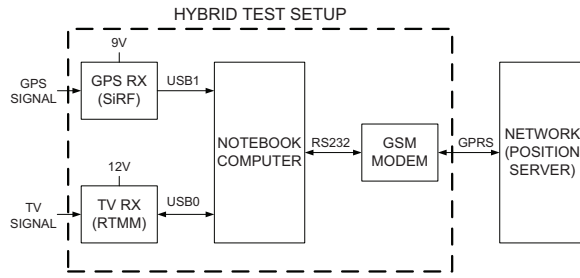 HYBRID TEST SETUP
9V
GPS
SIGNAL
GPS RX
(SiRF)
USB1
NOTEBOOK
COMPUTER
RS232
GSM
MODEM
GPRS
NETWORK
(POSITION
SERVER)
12V
TV
SIGNAL
TV RX
(RTMM)
USB0